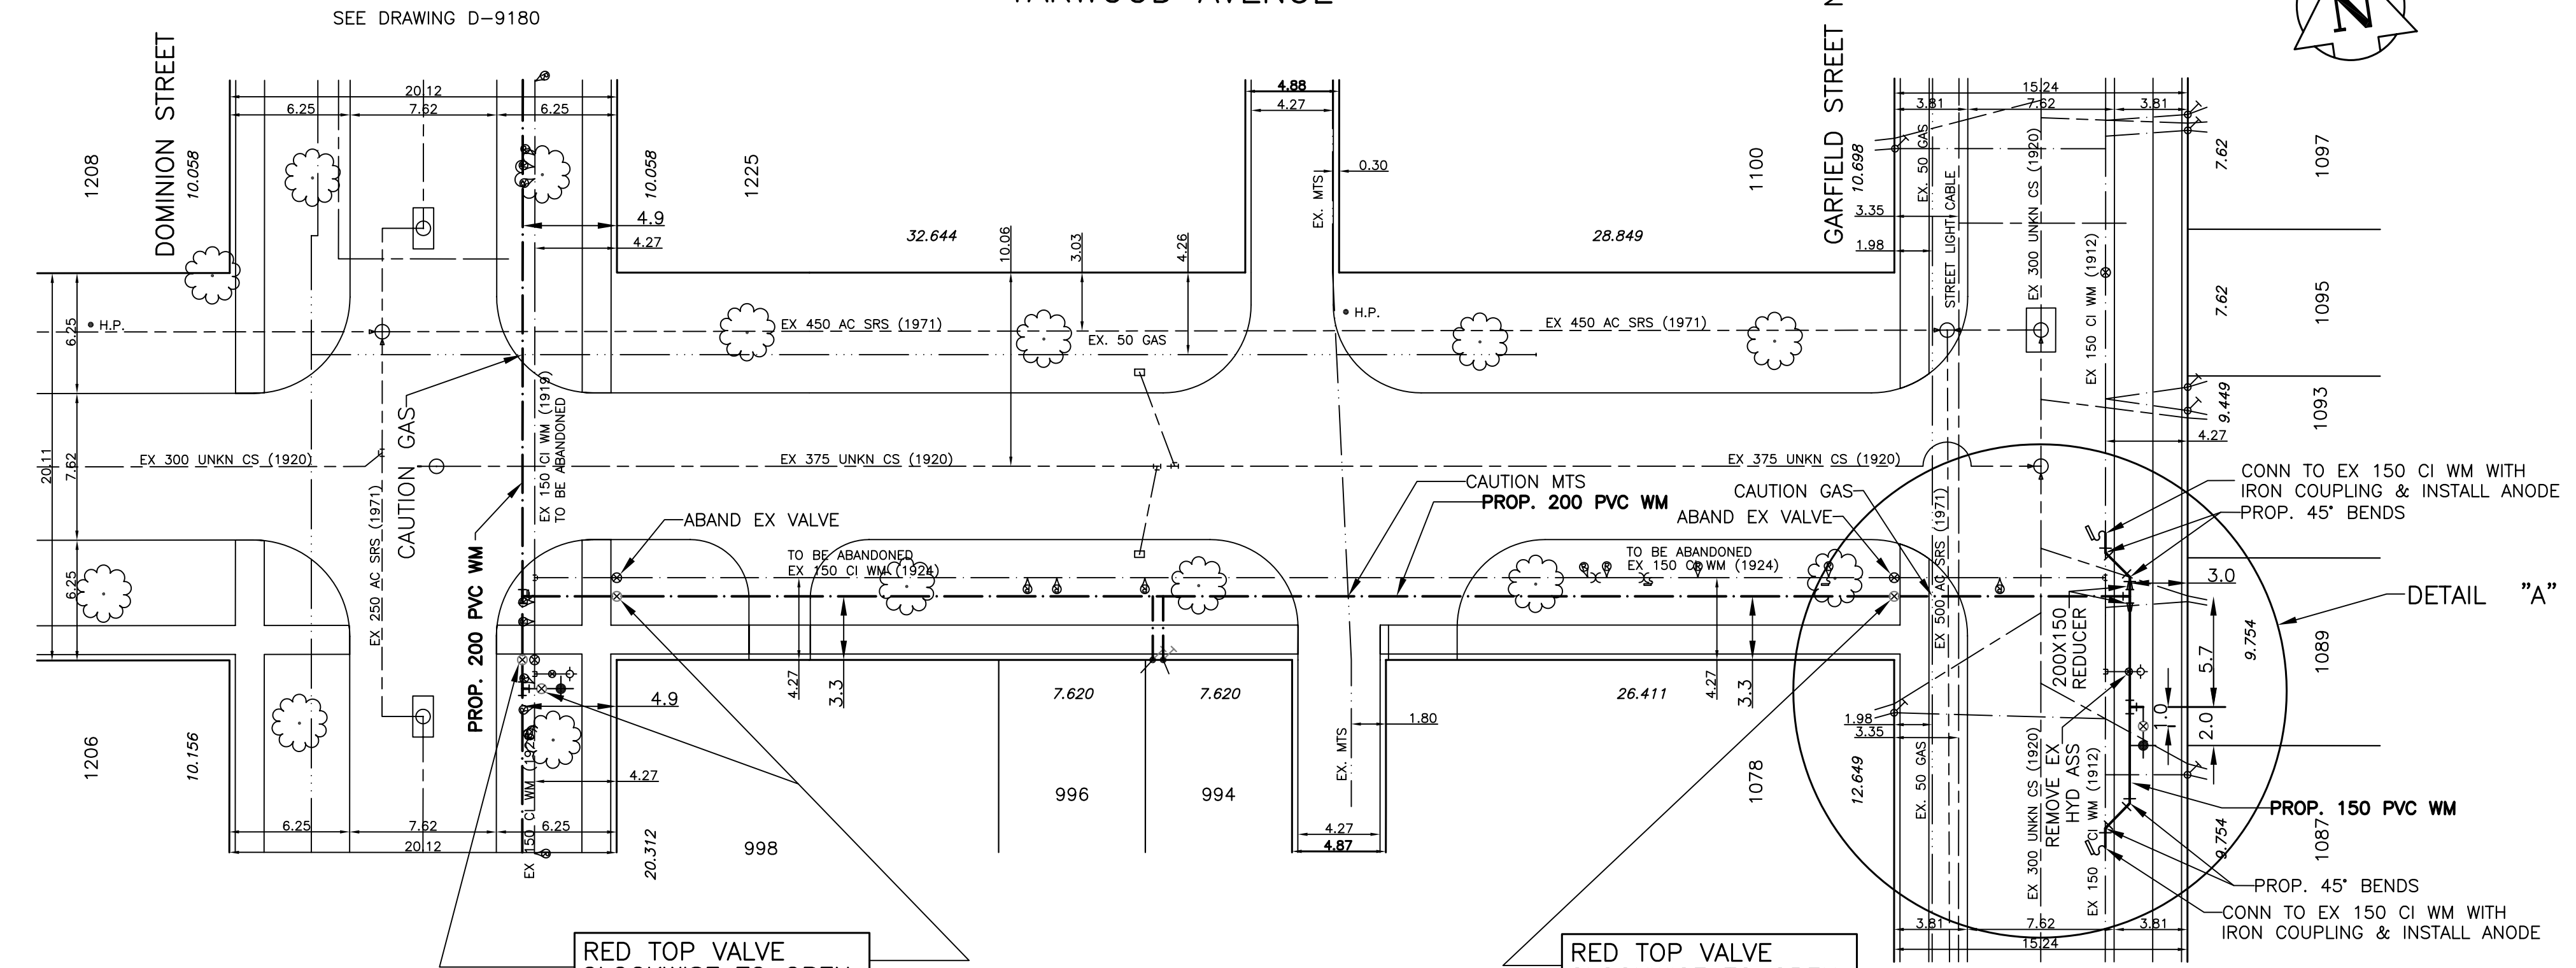 SEE DRAWING D-9180
DOMINION STREET
N
20.12
6.25
7.62
6.25
4.88
4.27
15.24
3.81
7.62
3.81
1208
10.058
10.058
1225
0.30
EX. MTS
1100
10.698
EX. 50 GAS
STREET LIGHT CABLE
EX 300 UNKN CS (1920)
7.62
1097
4.9
4.27
32.644
10.06
3.03
4.26
28.849
3.35
1.98
EX 150 CI WM (1912)
H.P.
6.25
EX 450 AC SRS (1971)
EX. 50 GAS
H.P.
EX 450 AC SRS (1971)
7.62
1095
20.11
7.62
6.25
CAUTION GAS
EX 150 CI WM (1919)
TO BE ABANDONED
9.449
1093
4.27
EX 300 UNKN CS (1920)
EX 375 UNKN CS (1920)
EX 375 UNKN CS (1920)
EX 250 AC SRS (1971)
PROP. 200 PVC WM
ABAND EX VALVE
CAUTION MTS
PROP. 200 PVC WM
CAUTION GAS
ABAND EX VALVE
EX 500 AC SRS (1971)
CONN TO EX 150 CI WM WITH
IRON COUPLING & INSTALL ANODE
PROP. 45° BENDS
TO BE ABANDONED
EX 150 CI WM (1924)
TO BE ABANDONED
EX 150 CI WM (1924)
3.0
DETAIL "A"
200X150
REDUCER
9.754
5.7
1089
4.27
3.3
7.620
7.620
26.411
4.27
3.3
4.9
1.80
1.98
3.35
1.0
2.0
1206
10.156
4.27
EX. MTS
1078
12.649
EX. 50 GAS
EX 300 UNKN CS (1920)
REMOVE EX
HYD ASS
EX 150 CI WM (1912)
996
994
PROP. 150 PVC WM
6.25
7.62
6.25
20.12
20.312
998
4.27
4.87
9.754
1087
PROP. 45° BENDS
CONN TO EX 150 CI WM WITH
IRON COUPLING & INSTALL ANODE
3.81
7.62
3.81
15.24
RED TOP VALVE
RED TOP VALVE